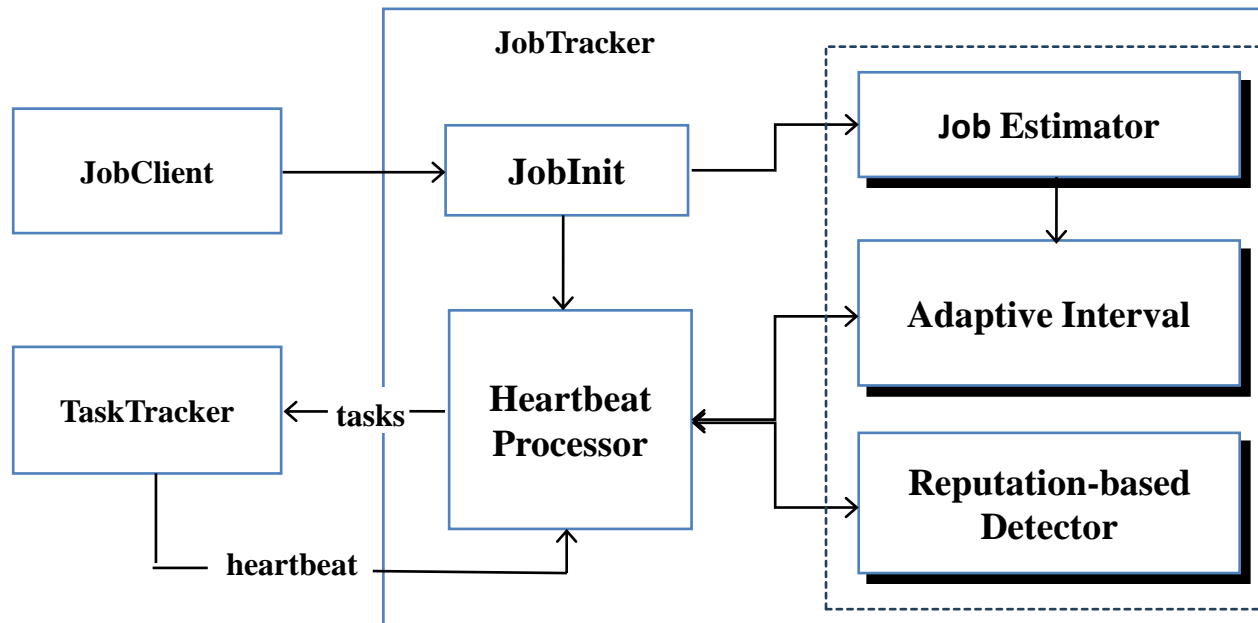 JobTracker
Job Estimator
JobClient
JobInit
Adaptive Interval
TaskTracker
tasks
Heartbeat
Processor
Reputation-based
Detector
heartbeat